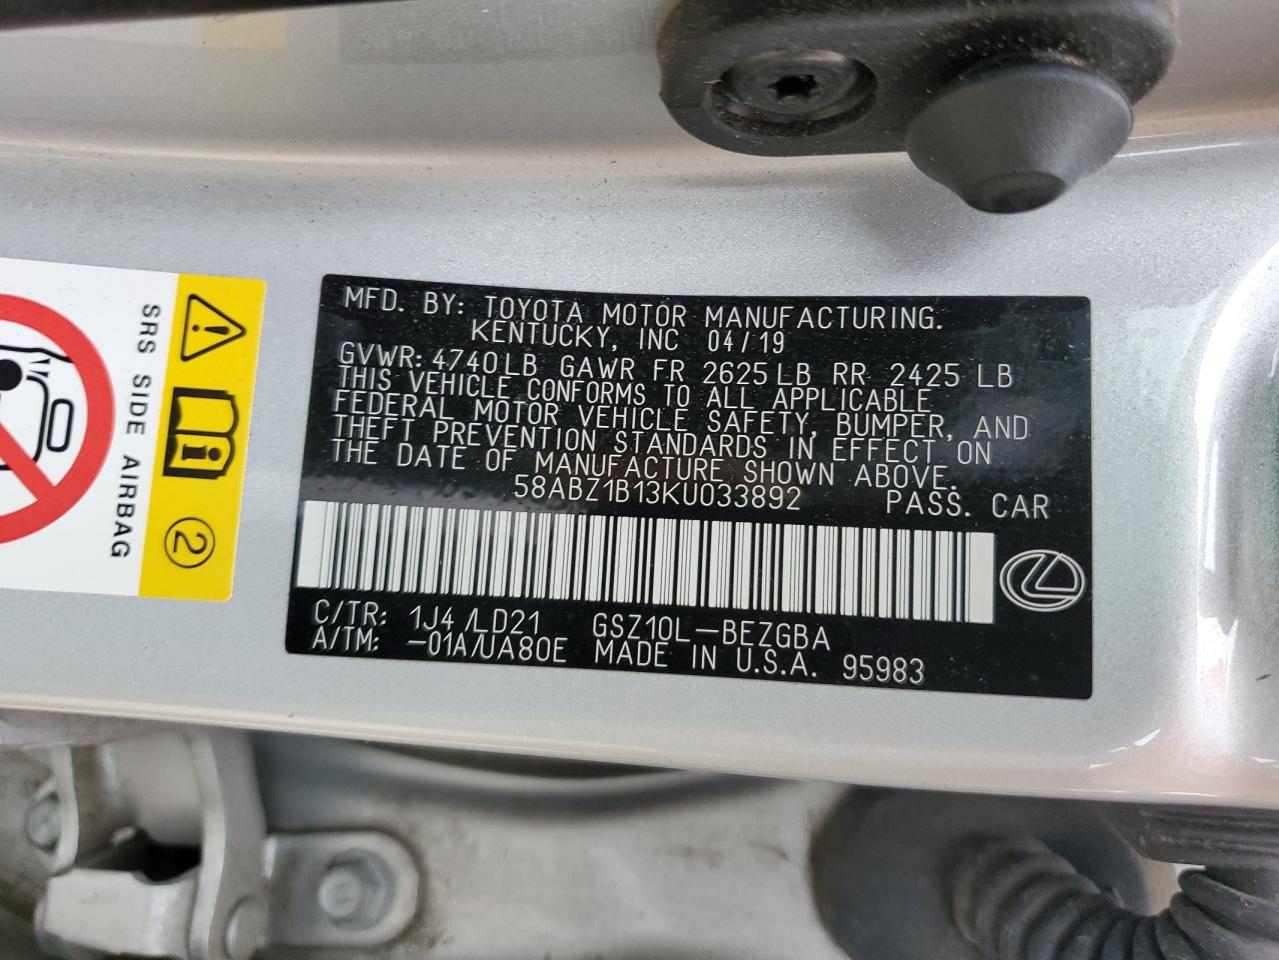 MFD. BY: TOYOTA MOTOR MANUFACTURING.
KENTUCKY, INC 04/19
GVWR: 4740LB GAWR FR 2625LB RR 2425 LB
THIS VEHICLE CONFORMS TO ALL APPLICABLE
FEDERAL MOTOR VEHICLE SAFETY, BUMPER, AND
THEFT PREVENTION STANDARDS IN EFFECT ON
THE DATE OF MANUFACTURE SHOWN ABOVE.
58ABZ1B13KU033892 PASS. CAR
C/TR: 1J4 /LD21 GSZ10L-BEZGBA
A/TM: -01A/UA80E MADE IN U.S.A. 95983
SRS SIDE AIRBAG
2